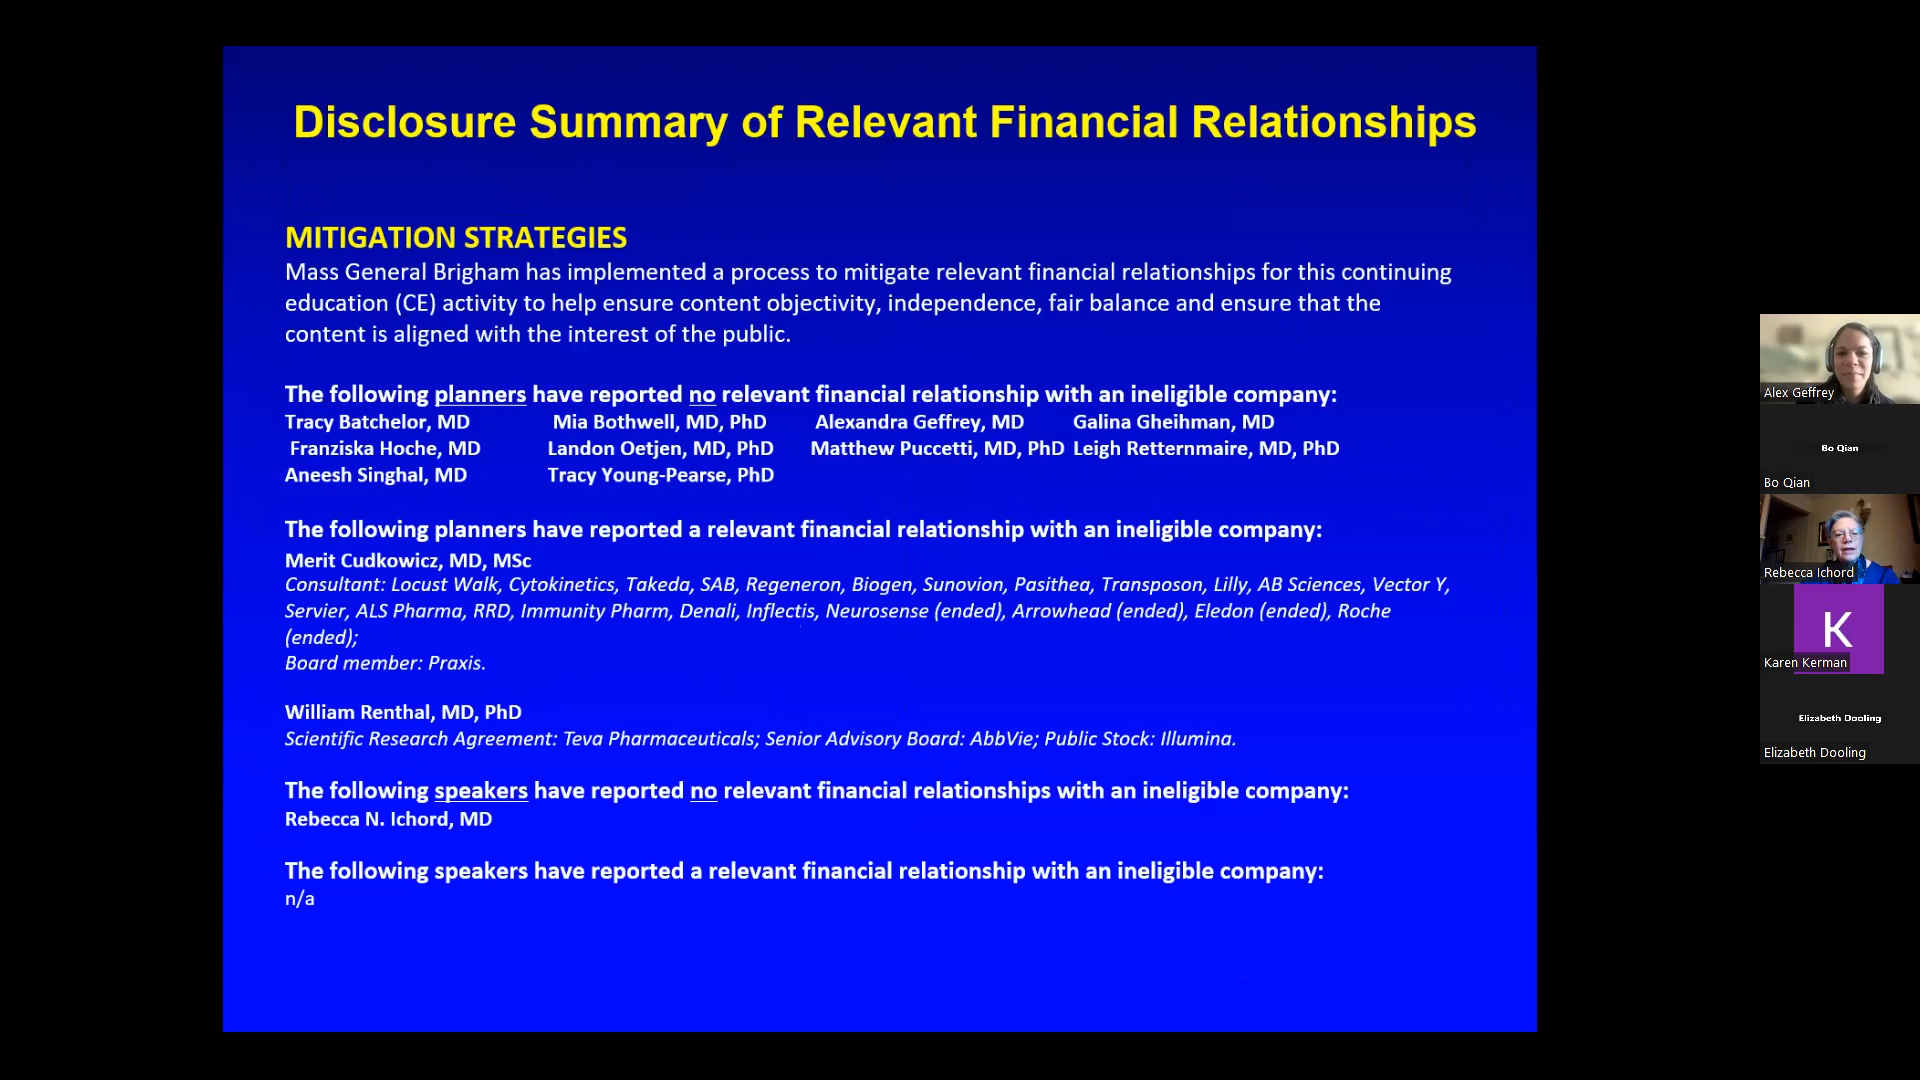 Disclosure Summary of Relevant Financial Relationships
MITIGATION STRATEGIES
Mass General Brigham has implemented a process to mitigate relevant financial relationships for this continuing
education (CE) activity to help ensure content objectivity, independence, fair balance and ensure that the
content is aligned with the interest of the public.
The following planners have reported no relevant financial relationship with an ineligible company:
Tracy Batchelor, MD Mia Bothwell, MD, PhD Alexandra Geffrey, MD Galina Gheihman, MD
Franziska Hoche, MD Landon Oetjen, MD, PhD Matthew Puccetti, MD, PhD Leigh Retternmaire, MD, PhD
Aneesh Singhal, MD Tracy Young-Pearse, PhD
The following planners have reported a relevant financial relationship with an ineligible company:
Merit Cudkowicz, MD, MSc
Consultant: Locust Walk, Cytokinetics, Takeda, SAB, Regeneron, Biogen, Sunovion, Pasithea, Transposon, Lilly, AB Sciences, Vector Y,
Servier, ALS Pharma, RRD, Immunity Pharm, Denali, Inflectis, Neurosense (ended), Arrowhead (ended), Eledon (ended), Roche
(ended);
Board member: Praxis.
William Renthal, MD, PhD
Scientific Research Agreement: Teva Pharmaceuticals; Senior Advisory Board: AbbVie; Public Stock: Illumina.
The following speakers have reported no relevant financial relationships with an ineligible company:
Rebecca N. Ichord, MD
The following speakers have reported a relevant financial relationship with an ineligible company:
n/a
Alex Geffrey
Bo Qian
Bo Qian
Rebecca Ichord
K
Karen Kerman
Elizabeth Dooling
Elizabeth Dooling